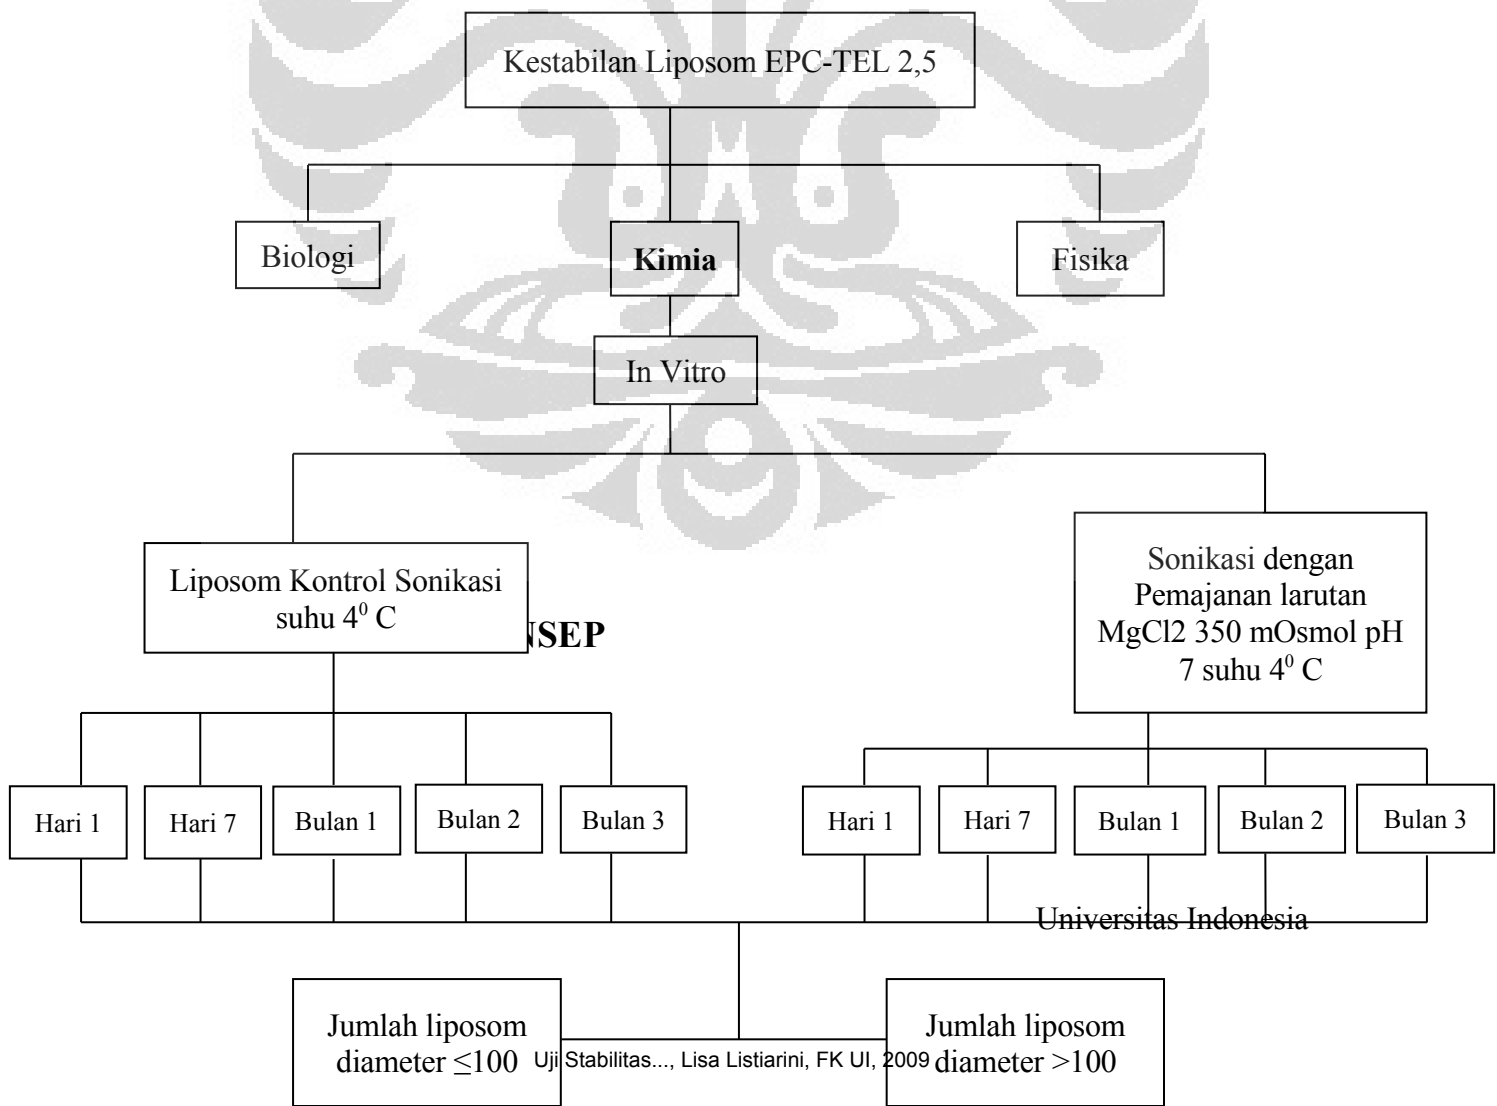 Kestabilan Liposom EPC-TEL 2,5
Biologi
Kimia
Fisika
In Vitro
Liposom Kontrol Sonikasi
suhu 4⁰ C
NSEP
Sonikasi dengan
Pemajanan larutan
MgCl2 350 mOsmol pH
7 suhu 4⁰ C
Hari 1
Hari 7
Bulan 1
Bulan 2
Bulan 3
Hari 1
Hari 7
Bulan 1
Bulan 2
Bulan 3
Universitas Indonesia
Jumlah liposom
diameter ≤100
Jumlah liposom
diameter >100
Uji Stabilitas..., Lisa Listiarini, FK UI, 2009